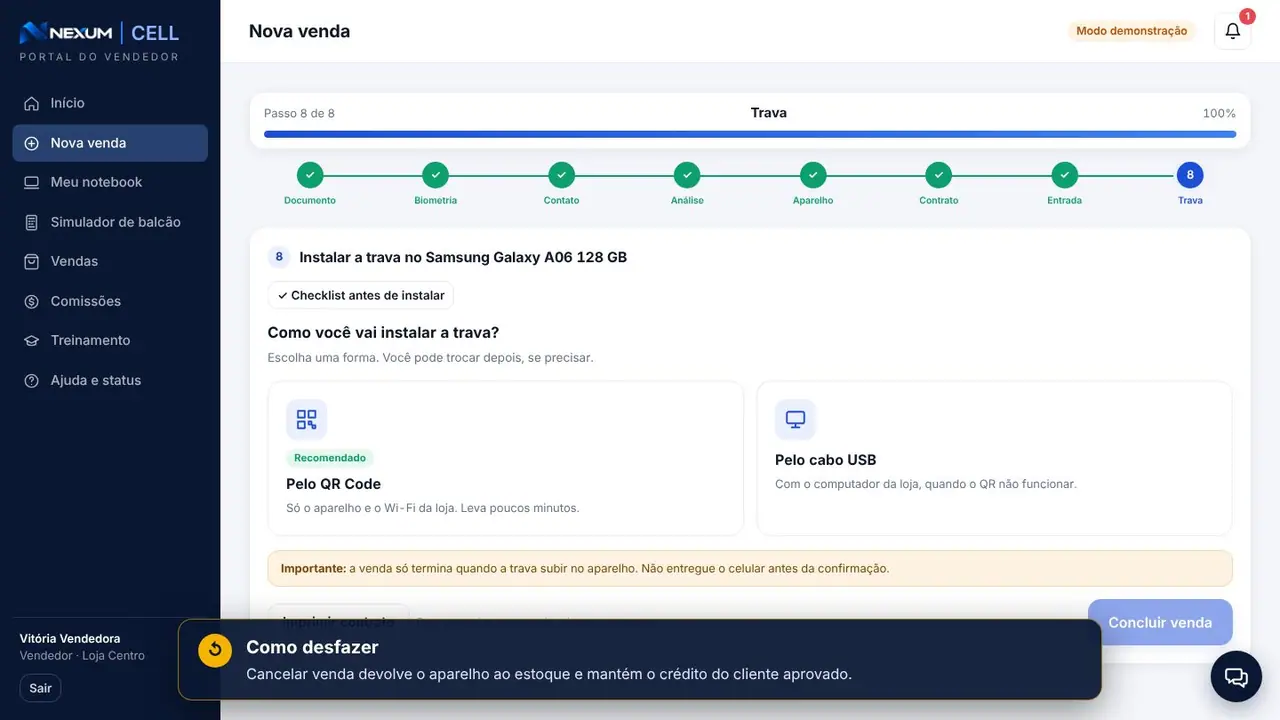 NEXUM | CELL
PORTAL DO VENDEDOR
Início
Nova venda
Meu notebook
Simulador de balcão
Vendas
Comissões
Treinamento
Ajuda e status
Vitória Vendedora
Vendedor · Loja Centro
Sair
Nova venda
Modo demonstração
1
Passo 8 de 8
Trava
100%
8
Documento
Biometria
Contato
Análise
Aparelho
Contrato
Entrada
Trava
8 Instalar a trava no Samsung Galaxy A06 128 GB
✓ Checklist antes de instalar
Como você vai instalar a trava?
Escolha uma forma. Você pode trocar depois, se precisar.
Recomendado
Pelo QR Code
Só o aparelho e o Wi-Fi da loja. Leva poucos minutos.
Pelo cabo USB
Com o computador da loja, quando o QR não funcionar.
Importante: a venda só termina quando a trava subir no aparelho. Não entregue o celular antes da confirmação.
Imprimir contrato
Concluir venda
Como desfazer
Cancelar venda devolve o aparelho ao estoque e mantém o crédito do cliente aprovado.